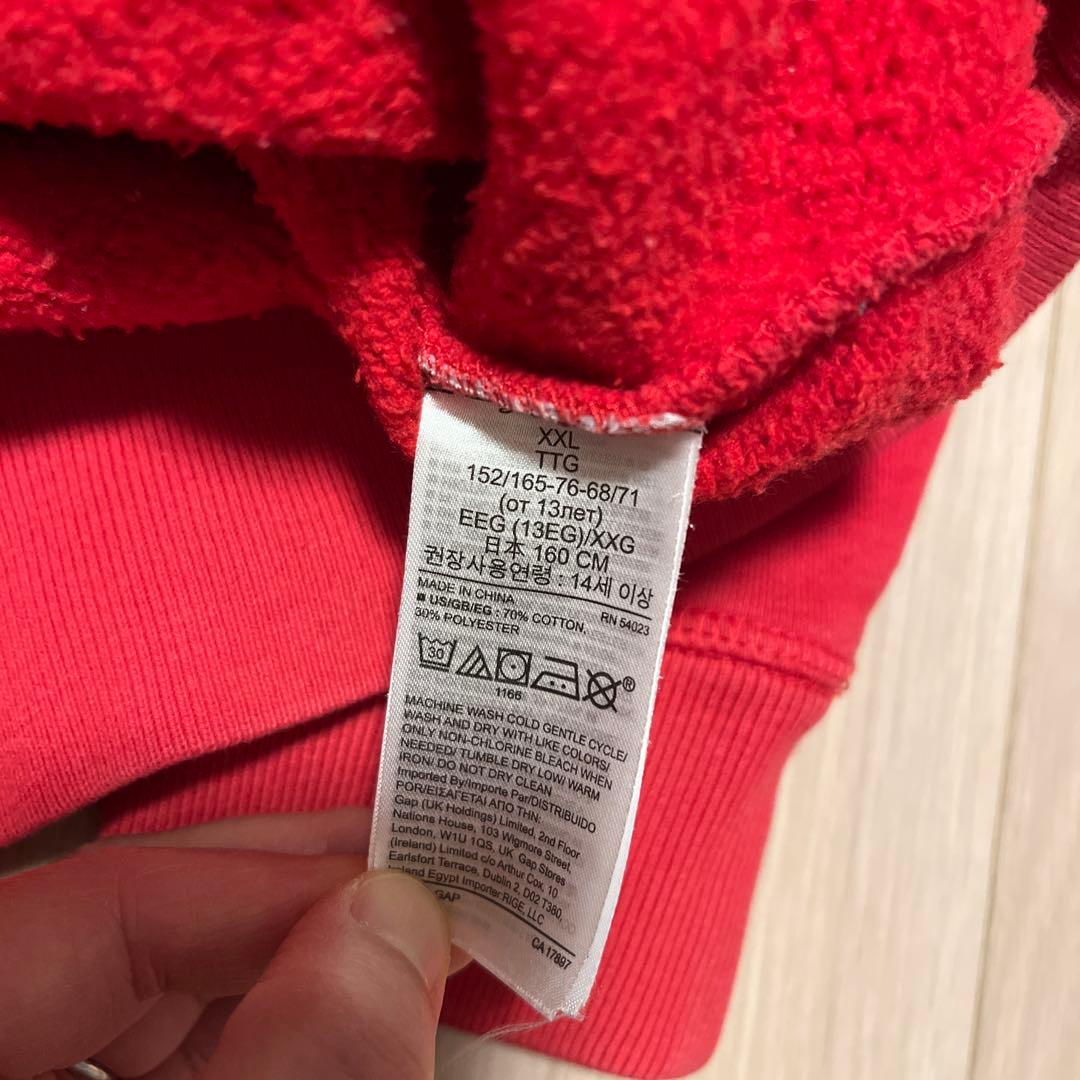 XXL
TTG
152/165-76-68/71
(от 13лет)
EEG (13EG)/XXG
日本 160 CM
권장사용연령 : 14세 이상
MADE IN CHINA
RN 54023
■ US/GB/EG : 70% COTTON,
30% POLYESTER
30
1166
®
MACHINE WASH COLD GENTLE CYCLE/
WASH AND DRY WITH LIKE COLORS/
ONLY NON-CHLORINE BLEACH WHEN
NEEDED/ TUMBLE DRY LOW/ WARM
IRON/ DO NOT DRY CLEAN
Imported By/Importe Par/DISTRIBUIDO
POR/ΕΙΣΑΓΕΤΑΙ ΑΠΟ ΤΗΝ:
Gap (UK Holdings) Limited, 2nd Floor
Nations House, 103 Wigmore Street,
London, W1U 1QS, UK Gap Stores
(Ireland) Limited c/o Arthur Cox, 10
Earlsfort Terrace, Dublin 2, D02 T380,
Ireland Egypt Importer:RIGE, LLC
GAP
CA 17897